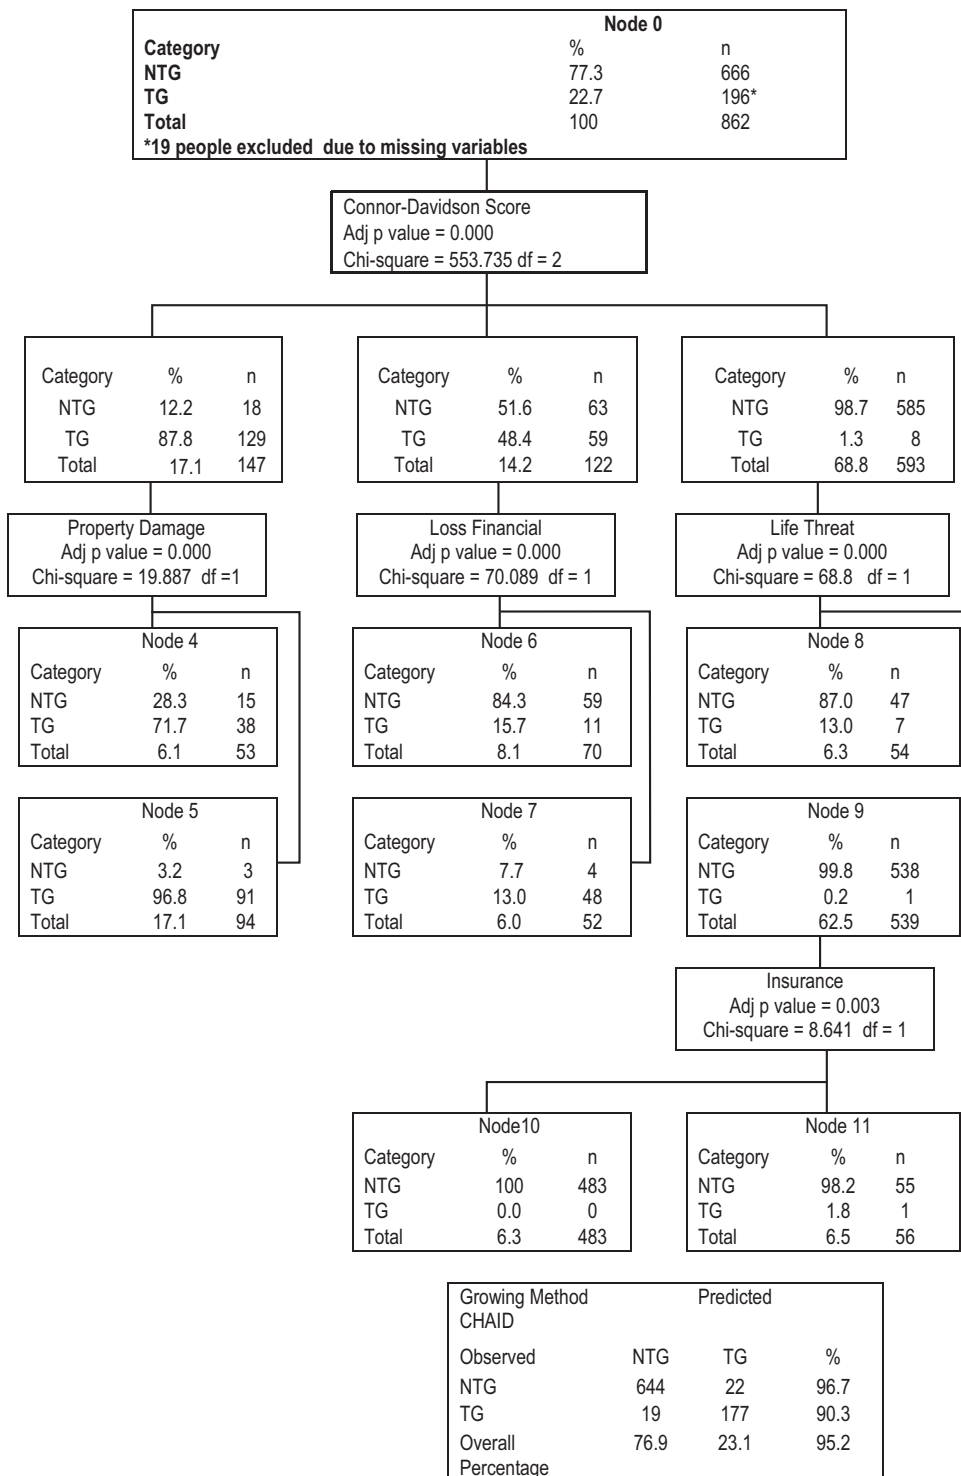 Node 0
Category % n
NTG 77.3 666
TG 22.7 196*
Total 100 862
*19 people excluded due to missing variables
Connor-Davidson Score
Adj p value = 0.000
Chi-square = 553.735 df = 2
Category % n
NTG 12.2 18
TG 87.8 129
Total 17.1 147
Category % n
NTG 51.6 63
TG 48.4 59
Total 14.2 122
Category % n
NTG 98.7 585
TG 1.3 8
Total 68.8 593
Property Damage
Adj p value = 0.000
Chi-square = 19.887 df =1
Loss Financial
Adj p value = 0.000
Chi-square = 70.089 df = 1
Life Threat
Adj p value = 0.000
Chi-square = 68.8 df = 1
Node 4
Category % n
NTG 28.3 15
TG 71.7 38
Total 6.1 53
Node 6
Category % n
NTG 84.3 59
TG 15.7 11
Total 8.1 70
Node 8
Category % n
NTG 87.0 47
TG 13.0 7
Total 6.3 54
Node 5
Category % n
NTG 3.2 3
TG 96.8 91
Total 17.1 94
Node 7
Category % n
NTG 7.7 4
TG 13.0 48
Total 6.0 52
Node 9
Category % n
NTG 99.8 538
TG 0.2 1
Total 62.5 539
Insurance
Adj p value = 0.003
Chi-square = 8.641 df = 1
Node10
Category % n
NTG 100 483
TG 0.0 0
Total 6.3 483
Node 11
Category % n
NTG 98.2 55
TG 1.8 1
Total 6.5 56
Growing Method Predicted
CHAID
Observed NTG TG %
NTG 644 22 96.7
TG 19 177 90.3
Overall 76.9 23.1 95.2
Percentage